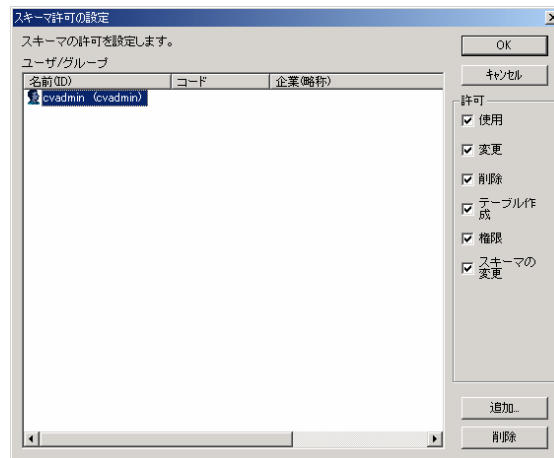 スキーマ許可の設定
スキーマの許可を設定します。
OK
ユーザ/グループ
キャンセル
名前(ID) コード 企業(略称)
cvadmin (cvadmin)
許可
使用
変更
削除
テーブル作
成
権限
スキーマの
変更
追加...
削除